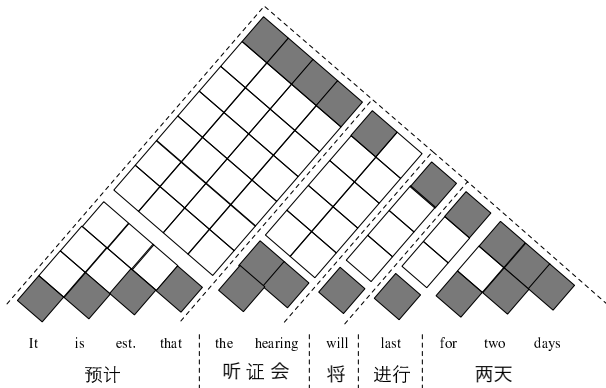 It is est. that the hearing will last for two days
预计 听证会 将 进行 两天